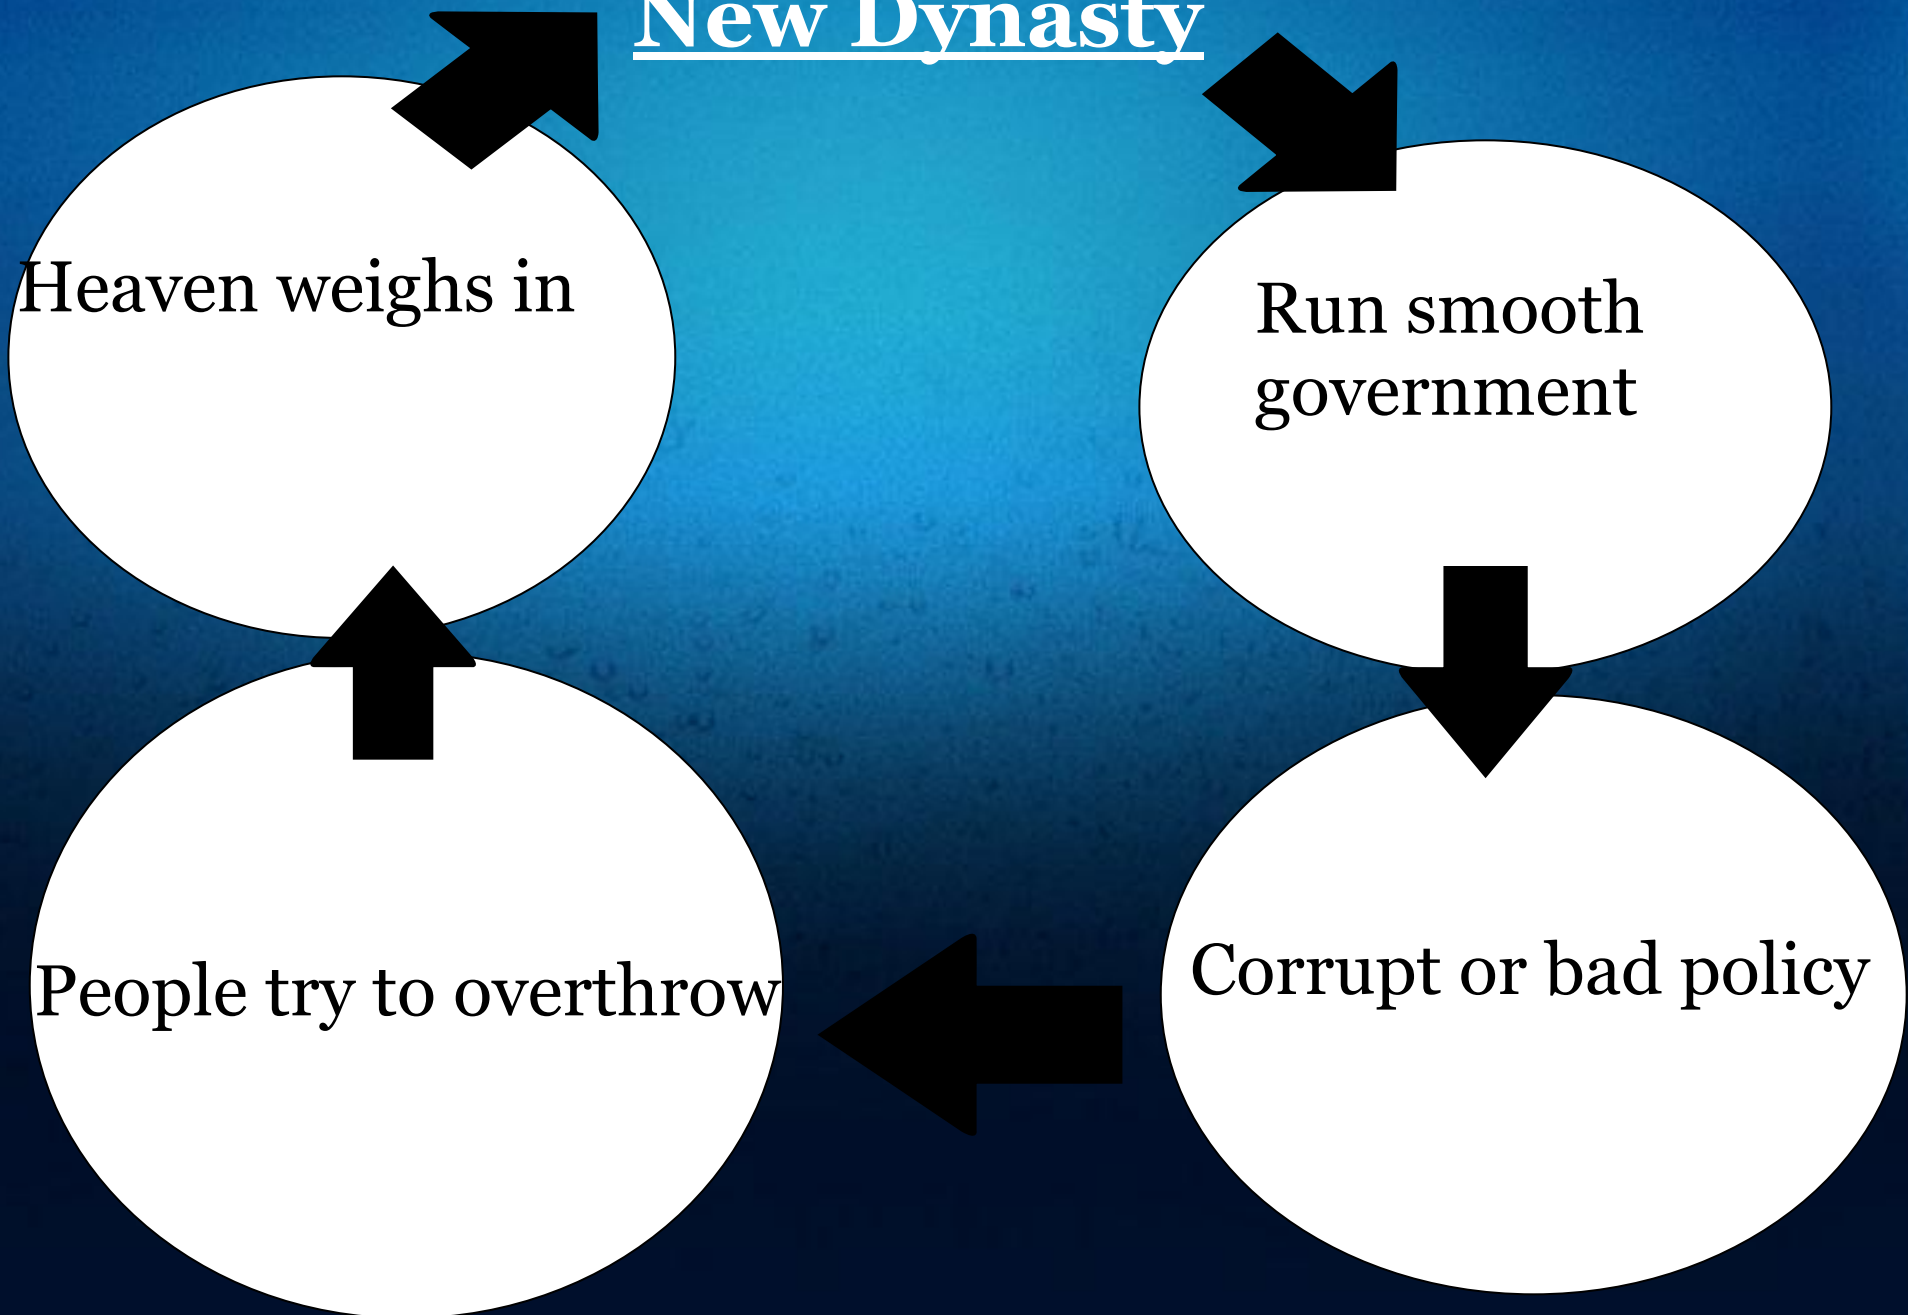 New Dynasty
Heaven weighs in
Run smooth
government
Corrupt or bad policy
People try to overthrow